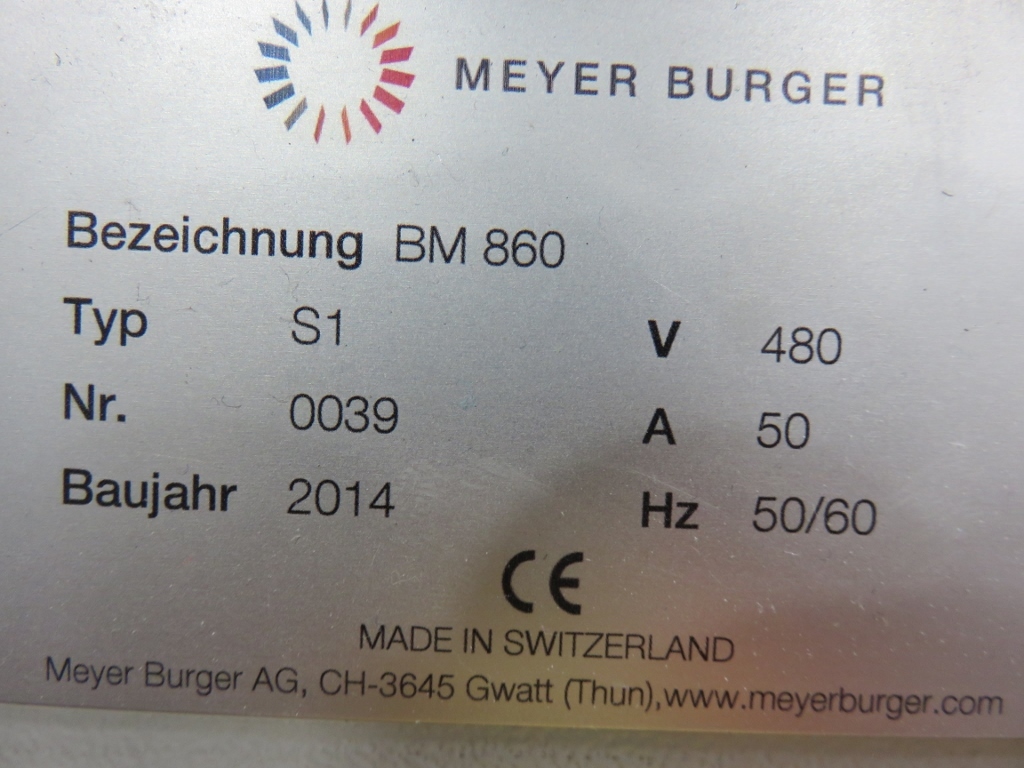 MEYER BURGER
Bezeichnung BM 860
Typ S1 V 480
Nr. 0039 A 50
Baujahr 2014 Hz 50/60
CE
MADE IN SWITZERLAND
Meyer Burger AG, CH-3645 Gwatt (Thun),www.meyerburger.com